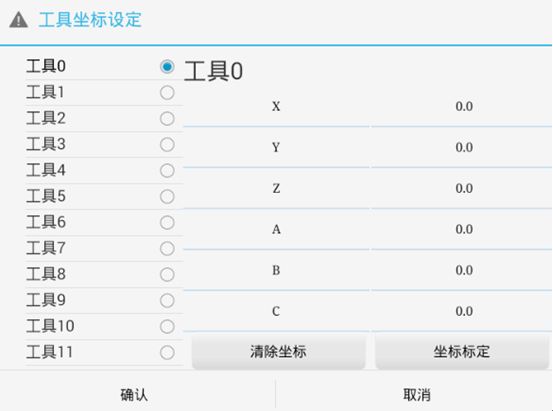 工具坐标设定
工具0
工具1
工具2
工具3
工具4
工具5
工具6
工具7
工具8
工具9
工具10
工具11
工具0
X 0.0
Y 0.0
Z 0.0
A 0.0
B 0.0
C 0.0
清除坐标 坐标标定
确认 取消